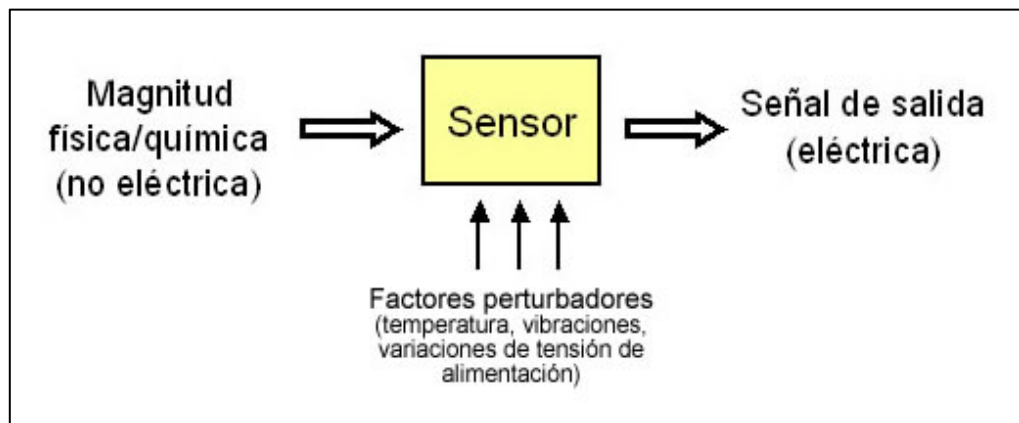 Magnitud
física/química
(no eléctrica)
Sensor
Señal de salida
(eléctrica)
Factores perturbadores
(temperatura, vibraciones,
variaciones de tensión de
alimentación)